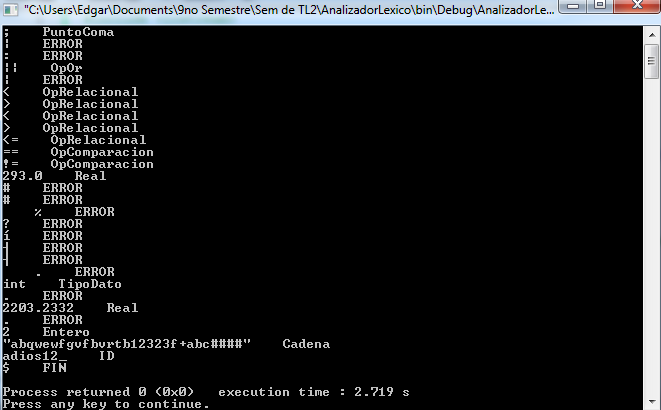 "C:\Users\Edgar\Documents\9no Semestre\Sem de TL2\AnalizadorLexico\bin\Debug\AnalizadorLe...
; PuntoComa
¦ ERROR
: ERROR
¦¦ OpOr
¦ ERROR
< OpRelacional
> OpRelacional
< OpRelacional
> OpRelacional
<= OpRelacional
== OpComparacion
!= OpComparacion
293.0 Real
# ERROR
# ERROR
% ERROR
? ERROR
í ERROR
┤ ERROR
┤ ERROR
. ERROR
int TipoDato
. ERROR
2203.2332 Real
. ERROR
2 Entero
"abqwewfgvfbvrtb12323f+abc####" Cadena
adios12_ ID
$ FIN
Process returned 0 (0x0) execution time : 2.719 s
Press any key to continue.